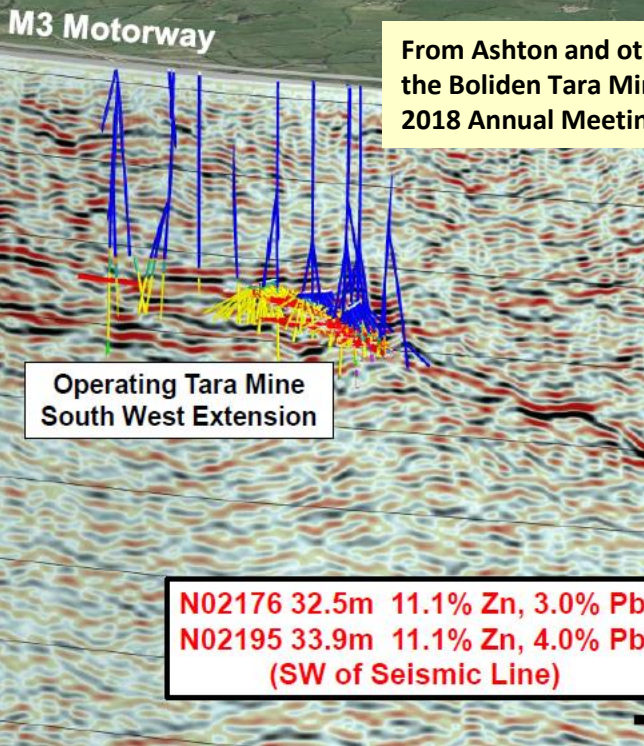 M3 Motorway
From Ashton and ot
the Boliden Tara Min
2018 Annual Meetin
Operating Tara Mine
South West Extension
N02176 32.5m 11.1% Zn, 3.0% Pb
N02195 33.9m 11.1% Zn, 4.0% Pb
(SW of Seismic Line)